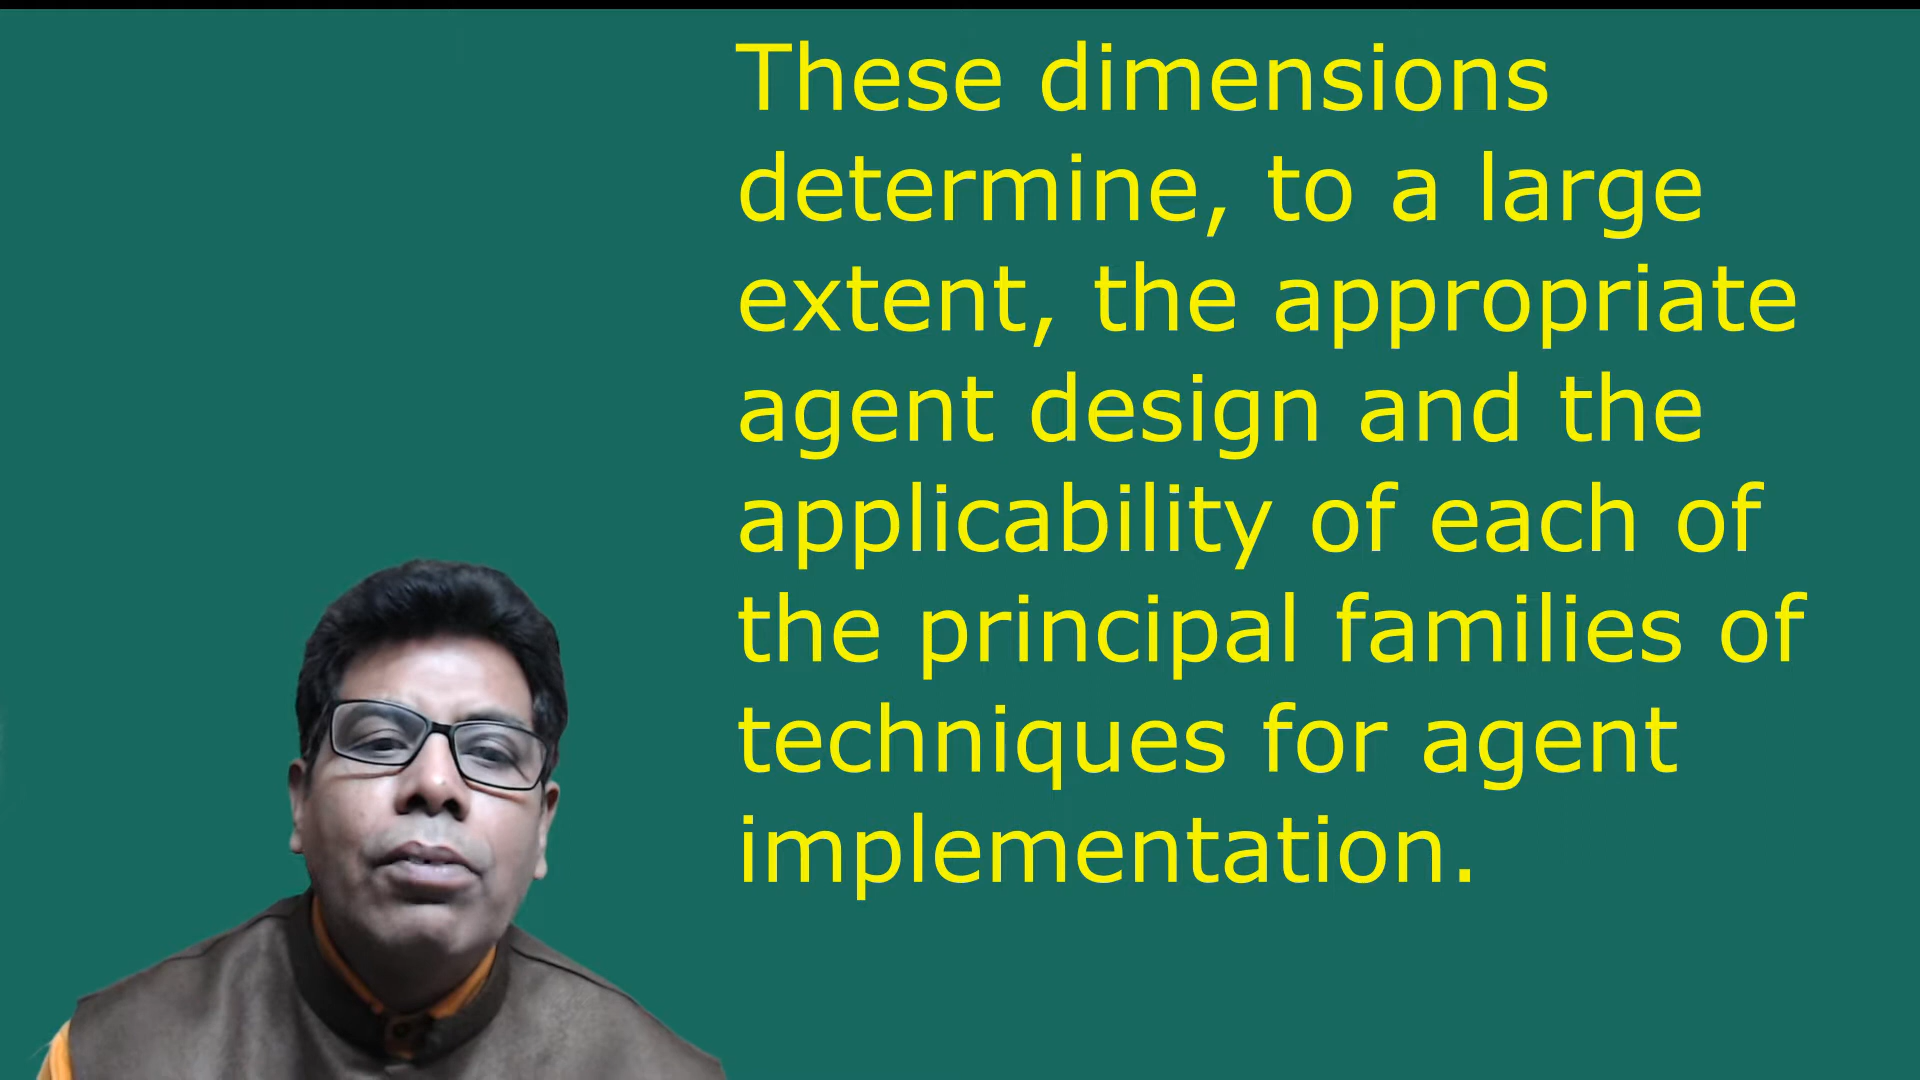 These dimensions
determine, to a large
extent, the appropriate
agent design and the
applicability of each of
the principal families of
techniques for agent
implementation.